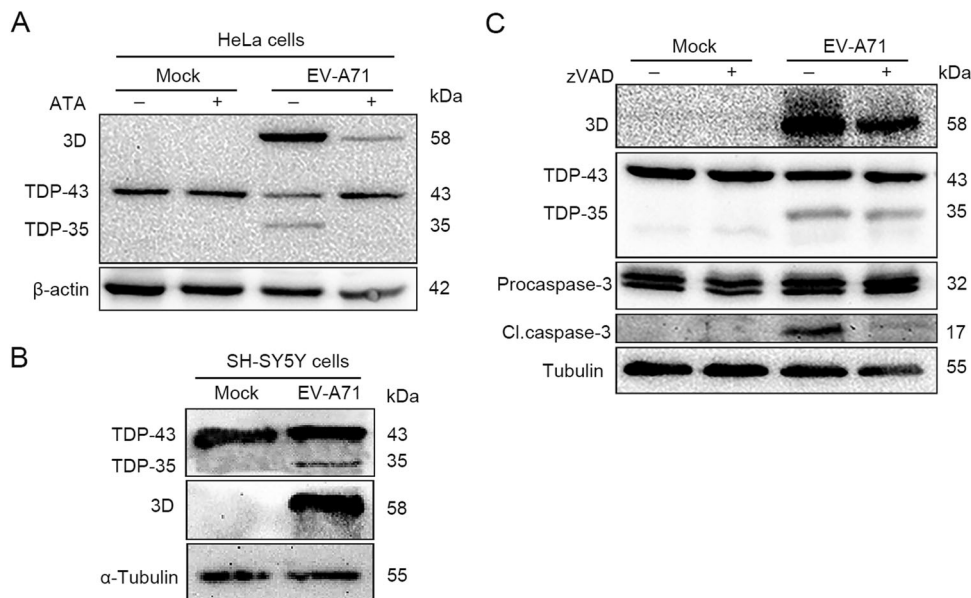 A
HeLa cells
Mock EV-A71
ATA – + – + kDa
3D 58
TDP-43 43
TDP-35 35
β-actin 42
B
SH-SY5Y cells
Mock EV-A71 kDa
TDP-43 43
TDP-35 35
3D 58
α-Tubulin 55
C
Mock EV-A71
zVAD – + – + kDa
3D 58
TDP-43 43
TDP-35 35
Procaspase-3 32
Cl.caspase-3 17
Tubulin 55